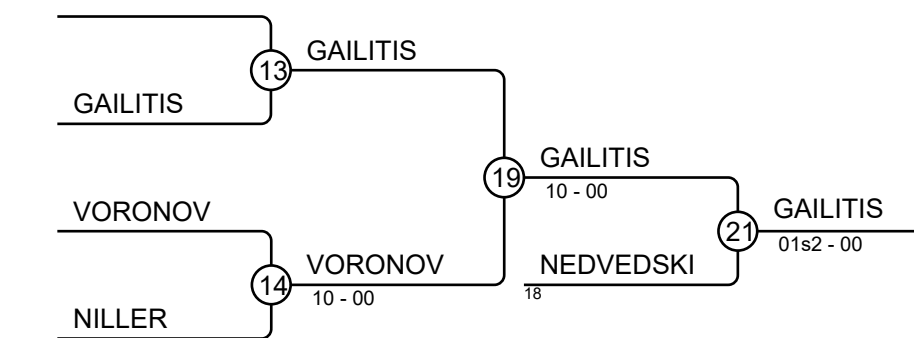 GAILITIS
13
GAILITIS
GAILITIS
19
10 - 00
GAILITIS
VORONOV
21
01s2 - 00
VORONOV
NEDVEDSKI
14
10 - 00
18
NILLER